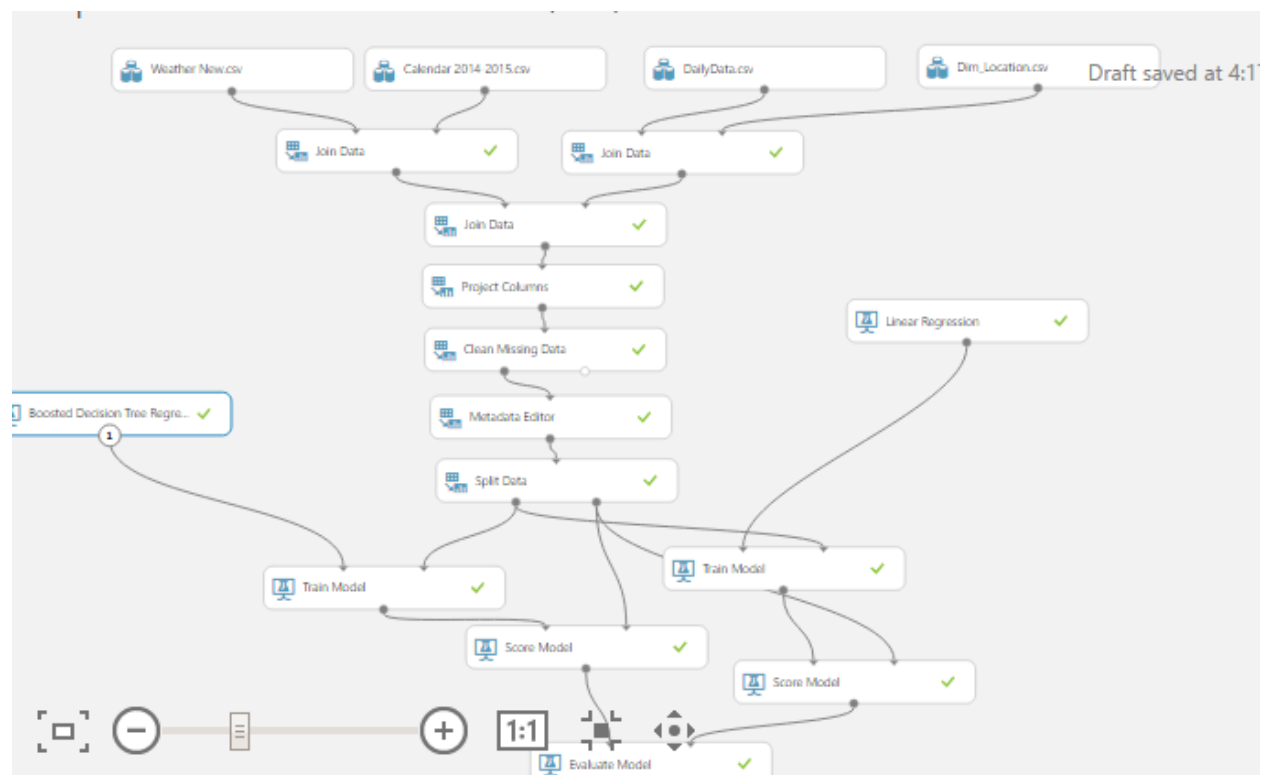 Weather New.csv
Calendar 2014 2015.csv
DailyData.csv
Dim_Location.csv
Draft saved at 4:1
Join Data
Join Data
Join Data
Project Columns
Linear Regression
Clean Missing Data
Boosted Decision Tree Regre...
Metadata Editor
1
Split Data
Train Model
Train Model
Score Model
Score Model
1:1
Evaluate Model